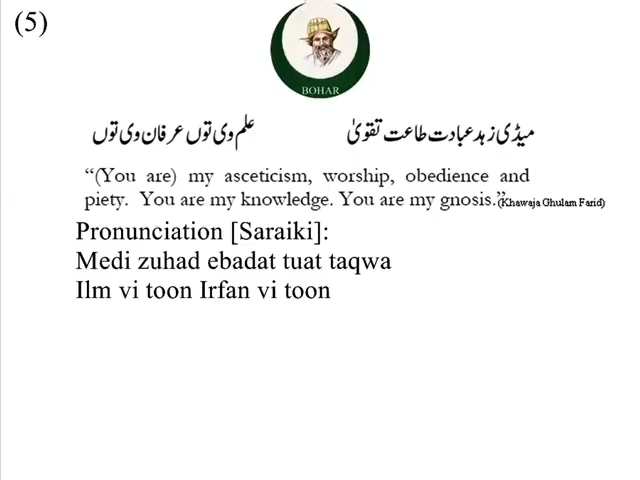 (5)
BOHAR
میڈی زہد عبادت طاعت تقویٰ
علم وی توں عرفان وی توں
“(You are) my asceticism, worship, obedience and
piety. You are my knowledge. You are my gnosis.”(Khawaja Ghulam Farid)
Pronunciation [Saraiki]:
Medi zuhad ebadat tuat taqwa
Ilm vi toon Irfan vi toon